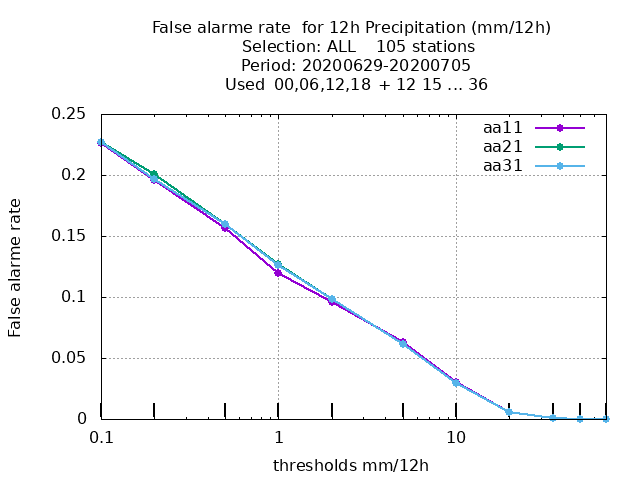 False alarme rate  for 12h Precipitation (mm/12h)
Selection: ALL    105 stations
Period: 20200629-20200705
Used  00,06,12,18  + 12 15 ... 36
0.25
0.2
0.15
0.1
0.05
0
False alarme rate
aa11
aa21
aa31
0.1
1
10
thresholds mm/12h